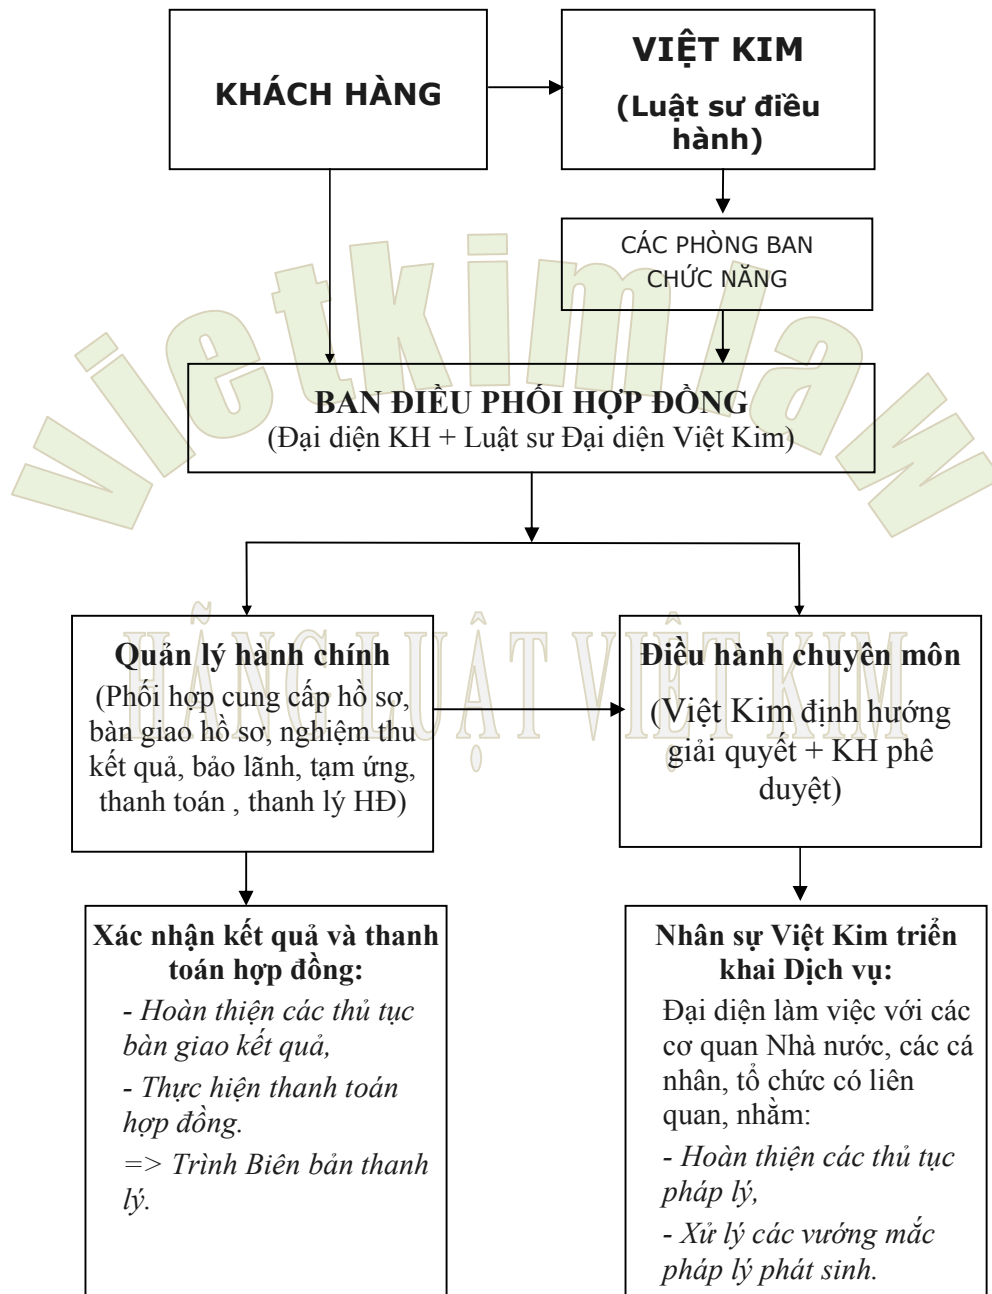 KHÁCH HÀNG
VIỆT KIM
(Luật sư điều
hành)
CÁC PHÒNG BAN
CHỨC NĂNG
BAN ĐIỀU PHỐI HỢP ĐỒNG
(Đại diện KH + Luật sư Đại diện Việt Kim)
Vietkimlaw
HÃNG LUẬT VIỆT KIM
Quản lý hành chính
(Phối hợp cung cấp hồ sơ,
bàn giao hồ sơ, nghiệm thu
kết quả, bảo lãnh, tạm ứng,
thanh toán , thanh lý HĐ)
Điều hành chuyên môn
(Việt Kim định hướng
giải quyết + KH phê
duyệt)
Xác nhận kết quả và thanh
toán hợp đồng:
- Hoàn thiện các thủ tục
bàn giao kết quả,
- Thực hiện thanh toán
hợp đồng.
=> Trình Biên bản thanh
lý.
Nhân sự Việt Kim triển
khai Dịch vụ:
Đại diện làm việc với các
cơ quan Nhà nước, các cá
nhân, tổ chức có liên
quan, nhằm:
- Hoàn thiện các thủ tục
pháp lý,
- Xử lý các vướng mắc
pháp lý phát sinh.